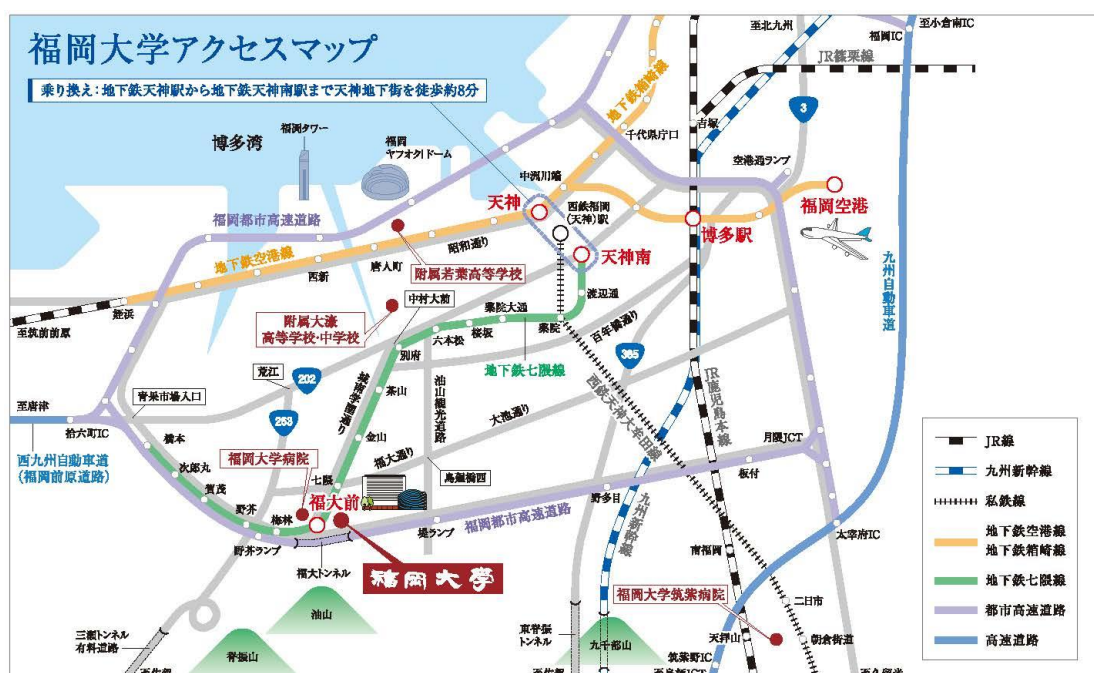 福岡大学アクセスマップ
乗り換え：地下鉄天神駅から地下鉄天神南駅まで天神地下街を徒歩約8分
至北九州
至小倉南IC
福岡IC
JR篠栗線
3
地下鉄箱崎線
千代県庁口
吉塚
空港通ランプ
博多湾
福岡タワー
福岡
ヤフオク!ドーム
中洲川端
天神
西鉄福岡
(天神)駅
福岡空港
博多駅
福岡都市高速道路
地下鉄空港線
西新
唐人町
昭和通り
附属若葉高等学校
天神南
九州自動車道
姪浜
至筑前前原
附属大濠
高等学校・中学校
中村大前
薬院大通
渡辺通
六本松
桜坂
薬院
百年橋通り
別府
地下鉄七隈線
385
荒江
202
茶山
城南学園通り
油山観光道路
大池通り
西鉄天神大牟田線
JR鹿児島本線
至唐津
青果市場入口
拾六町IC
263
金山
月隈JCT
西九州自動車道
(福岡前原道路)
橋本
次郎丸
賀茂
福岡大学病院
福大通り
七隈
鳥飼橋西
板付
野芥
梅林
福大前
野多目
福岡都市高速道路
九州新幹線
野芥ランプ
堤ランプ
太宰府IC
福大トンネル
福岡大學
南福岡
油山
福岡大学筑紫病院
二日市
三瀬トンネル
有料道路
脊振山
東脊振
トンネル
九千部山
天拝山
朝倉街道
筑紫野IC
JR線
九州新幹線
私鉄線
地下鉄空港線
地下鉄箱崎線
地下鉄七隈線
都市高速道路
高速道路